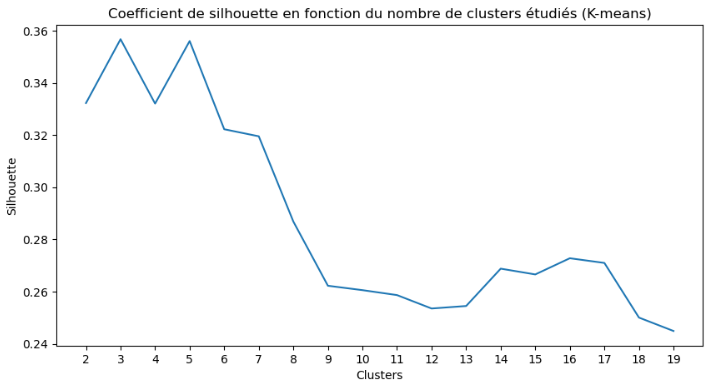 Coefficient de silhouette en fonction du nombre de clusters étudiés (K-means)
0.36
0.34
0.32
0.30
0.28
0.26
0.24
Silhouette
2 3 4 5 6 7 8 9 10 11 12 13 14 15 16 17 18 19
Clusters